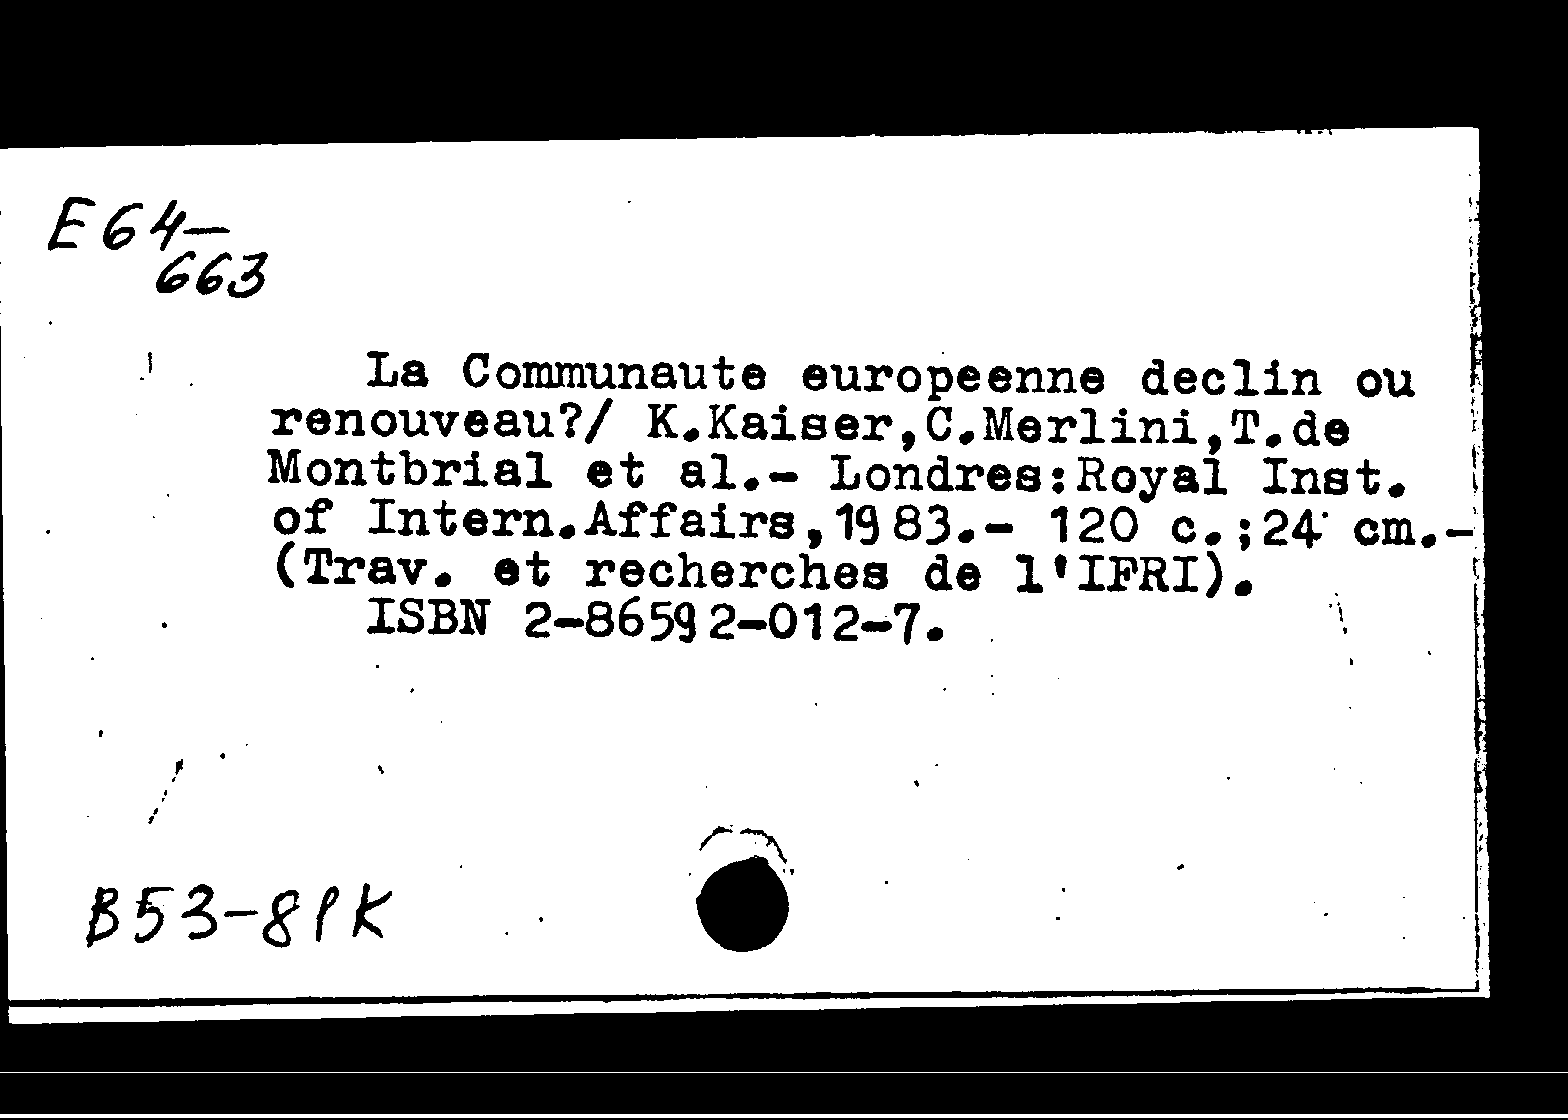 E64-
663
La Communaute europeenne declin ou
renouveau?/ K.Kaiser,C.Merlini,T.de
Montbrial et al.- Londres:Royal Inst.
of Intern.Affairs,1983.- 120 c.;24 cm.-
(Trav. et recherches de l'IFRI).
ISBN 2-86592-012-7.
B53-8PK